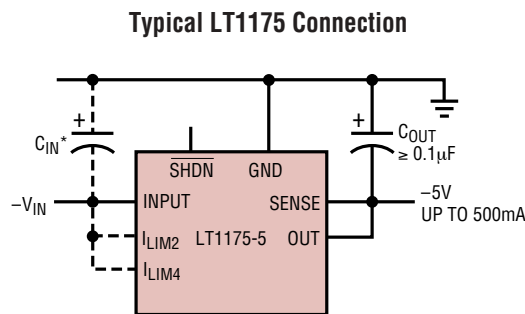 Typical LT1175 Connection
+
C_IN*
+
C_OUT
≥ 0.1µF
SHDN GND
–V_IN
INPUT SENSE
–5V
UP TO 500mA
I_LIM2 LT1175-5 OUT
I_LIM4